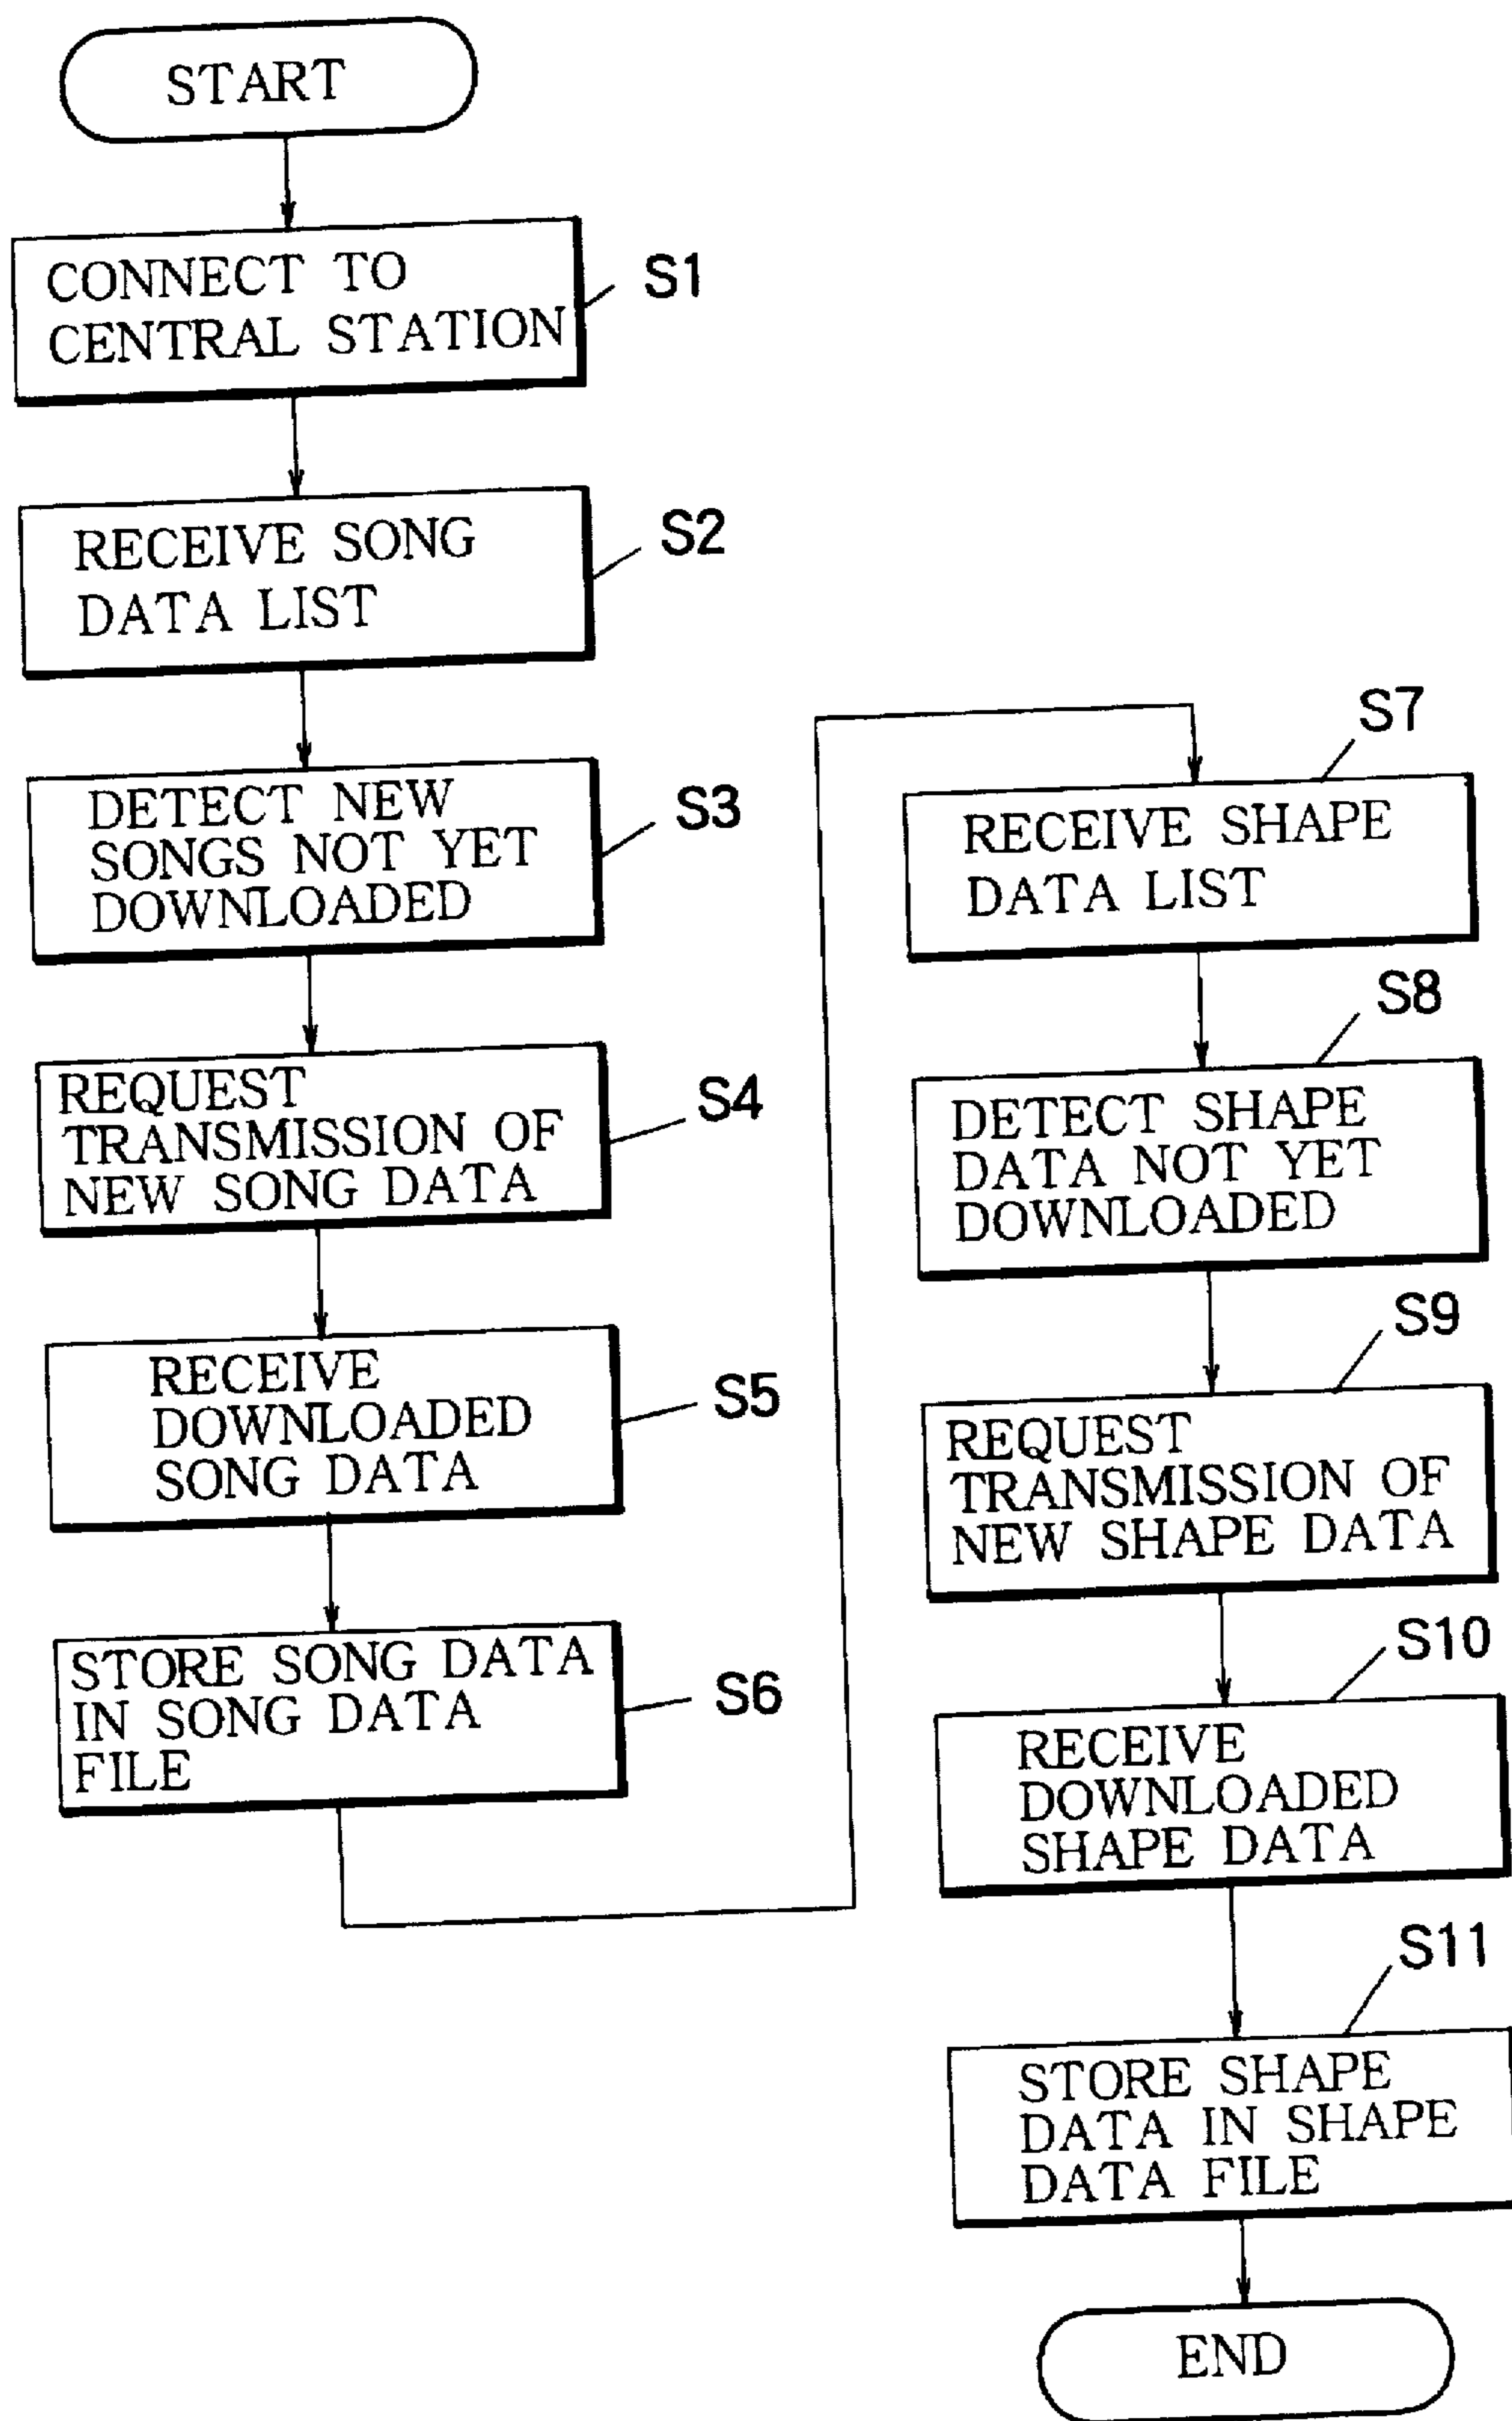 START
CONNECT TO
CENTRAL STATION
S1
RECEIVE SONG
DATA LIST
S2
DETECT NEW
SONGS NOT YET
DOWNLOADED
S3
REQUEST
TRANSMISSION OF
NEW SONG DATA
S4
RECEIVE
DOWNLOADED
SONG DATA
S5
STORE SONG DATA
IN SONG DATA
FILE
S6
S7
RECEIVE SHAPE
DATA LIST
S8
DETECT SHAPE
DATA NOT YET
DOWNLOADED
S9
REQUEST
TRANSMISSION OF
NEW SHAPE DATA
S10
RECEIVE
DOWNLOADED
SHAPE DATA
S11
STORE SHAPE
DATA IN SHAPE
DATA FILE
END